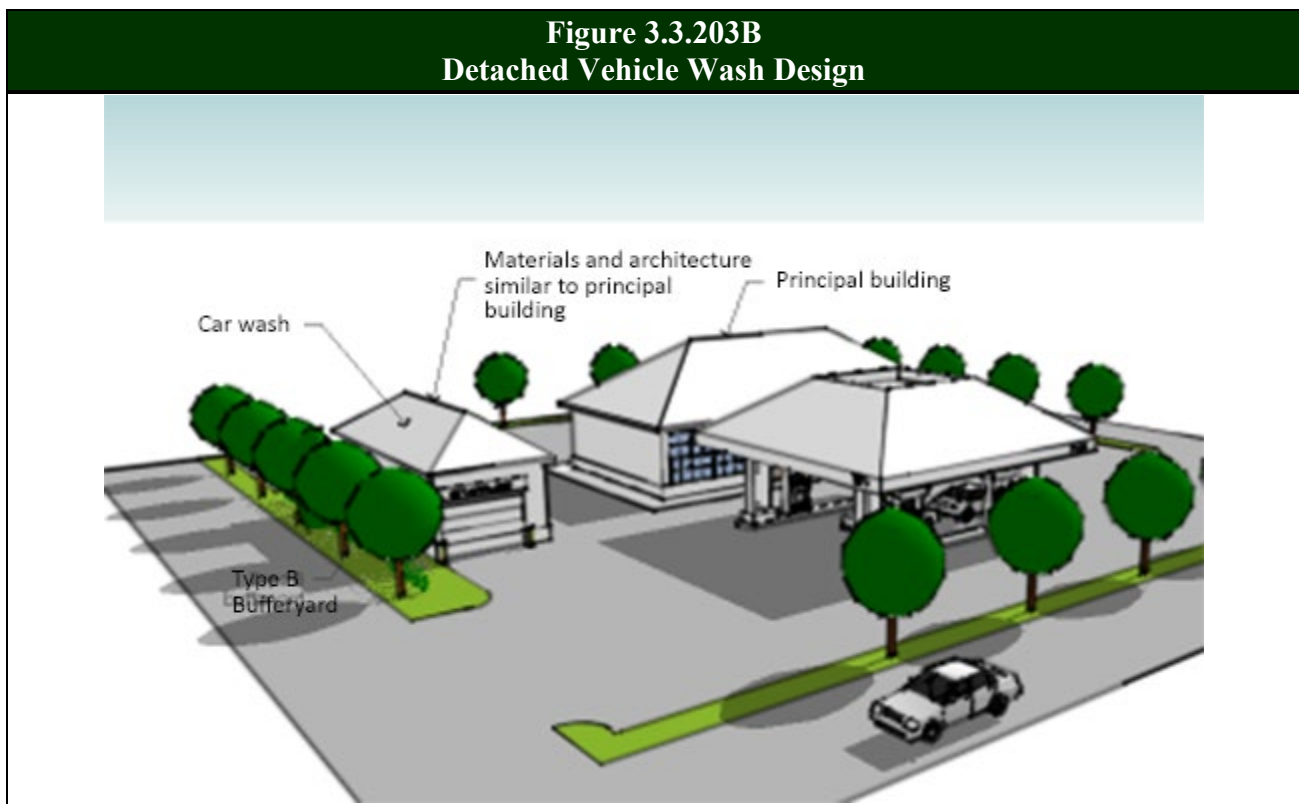 Figure 3.3.203B
Detached Vehicle Wash Design
Materials and architecture
similar to principal
building
Principal building
Car wash
Type B
Bufferyard